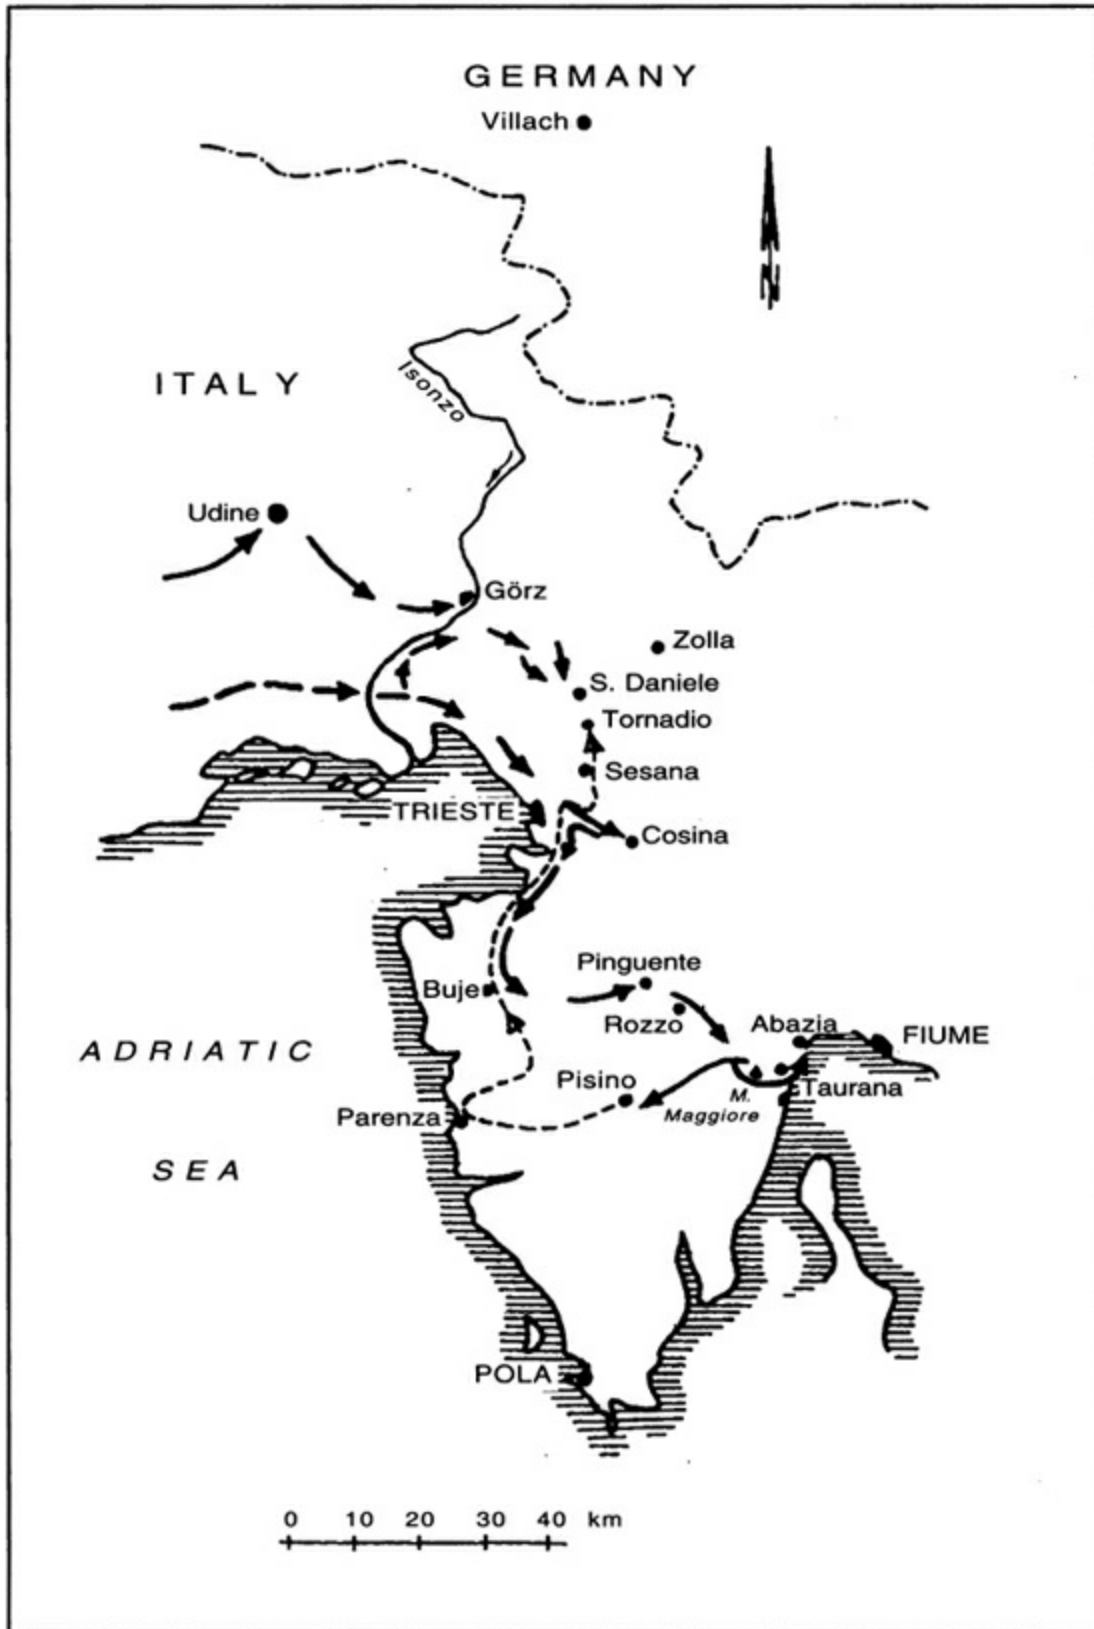 GERMANY
Villach
N
ITALY
Isonzo
Udine
Görz
Zolla
S. Daniele
Tornadio
Sesana
TRIESTE
Cosina
Pinguente
Buje
Rozzo
Abazia
FIUME
ADRIATIC
Pisino
M.
Maggiore
Taurana
Parenza
SEA
POLA
0 10 20 30 40 km